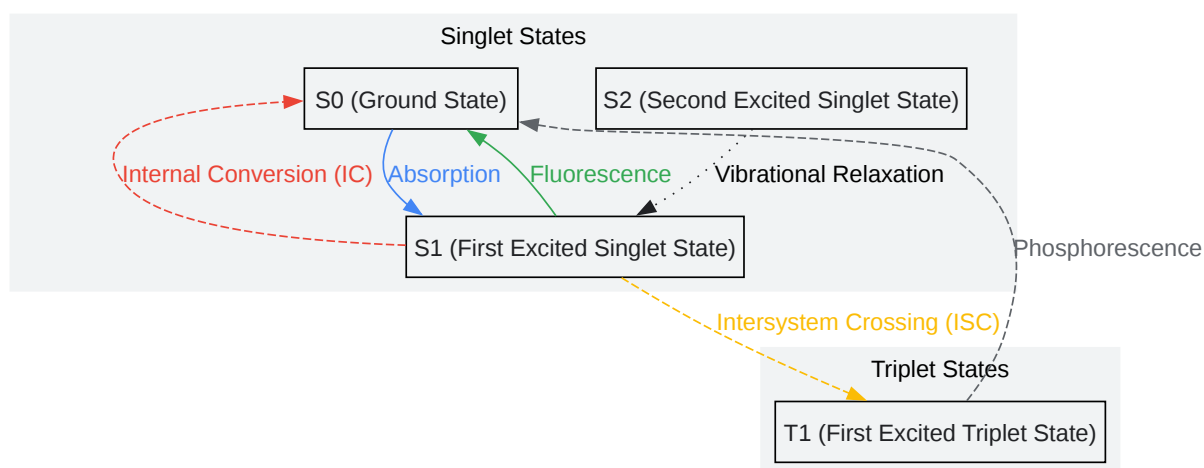 Singlet States
S0 (Ground State)
S2 (Second Excited Singlet State)
Internal Conversion (IC)
Absorption
Fluorescence
Vibrational Relaxation
S1 (First Excited Singlet State)
Phosphorescence
Intersystem Crossing (ISC)
Triplet States
T1 (First Excited Triplet State)